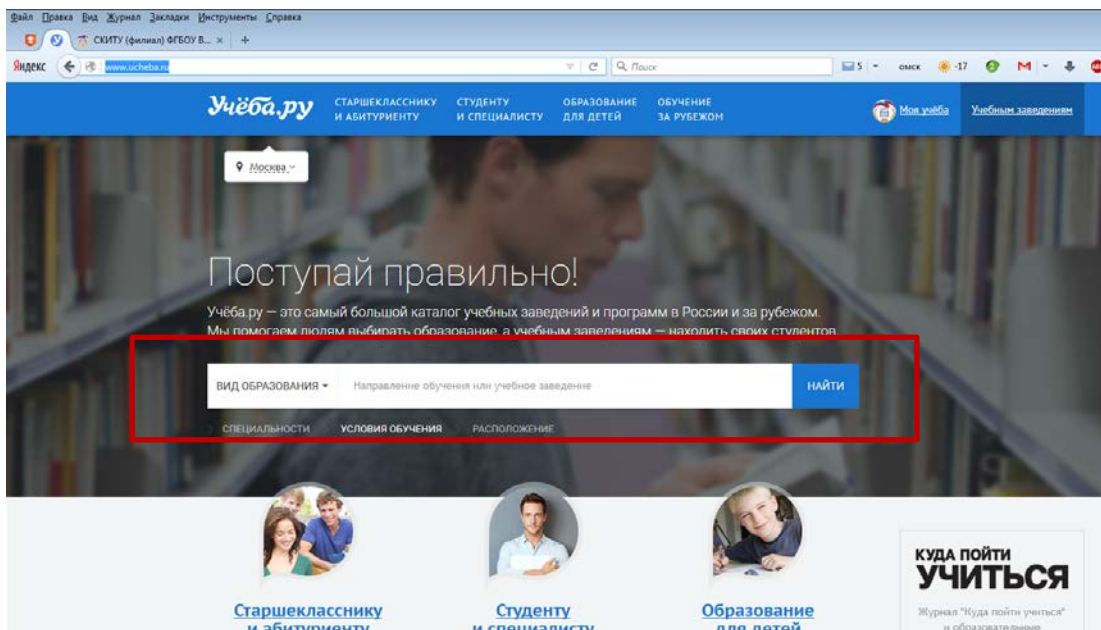 Файл Правка Вид Журнал Закладки Инструменты Справка
СКИТУ (филиал) ФГБОУ В... × +
Яндекс www.ucheba.ru Поиск 5 омск -17
Учёба.ру
СТАРШЕКЛАССНИКУ
И АБИТУРИЕНТУ
СТУДЕНТУ
И СПЕЦИАЛИСТУ
ОБРАЗОВАНИЕ
ДЛЯ ДЕТЕЙ
ОБУЧЕНИЕ
ЗА РУБЕЖОМ
Моя учёба
Учебным заведениям
Москва
Поступай правильно!
Учёба.ру — это самый большой каталог учебных заведений и программ в России и за рубежом.
Мы помогаем людям выбирать образование, а учебным заведениям — находить своих студентов
ВИД ОБРАЗОВАНИЯ Направление обучения или учебное заведение НАЙТИ
СПЕЦИАЛЬНОСТИ УСЛОВИЯ ОБУЧЕНИЯ РАСПОЛОЖЕНИЕ
Старшекласснику
и абитуриенту
Студенту
и специалисту
Образование
для детей
КУДА ПОЙТИ
УЧИТЬСЯ
Журнал "Куда пойти учиться"
и образовательные